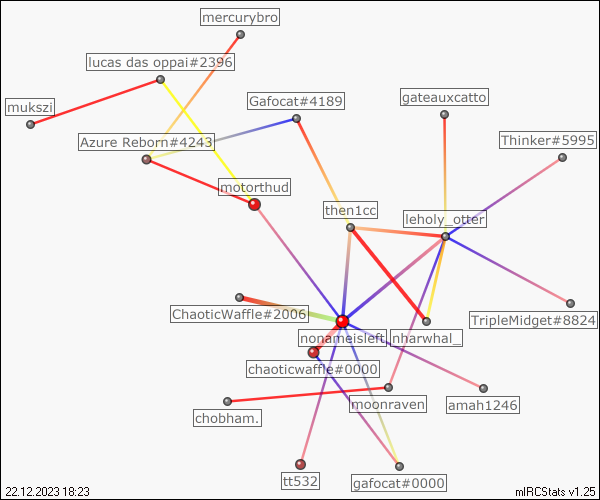 mercurybro
lucas das oppai#2396
mukszi
Gafocat#4189
gateauxcatto
Azure Reborn#4243
Thinker#5995
motorthud
then1cc
leholy_otter
ChaoticWaffle#2006
TripleMidget#8824
nonameisleft
nharwhal_
chaoticwaffle#0000
moonraven
amah1246
chobham.
tt532
gafocat#0000
22.12.2023 18:23
mIRCStats v1.25